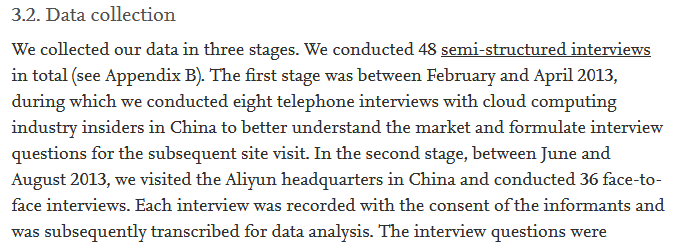 3.2. Data collection
We collected our data in three stages. We conducted 48 semi-structured interviews
in total (see Appendix B). The first stage was between February and April 2013,
during which we conducted eight telephone interviews with cloud computing
industry insiders in China to better understand the market and formulate interview
questions for the subsequent site visit. In the second stage, between June and
August 2013, we visited the Aliyun headquarters in China and conducted 36 face-to-
face interviews. Each interview was recorded with the consent of the informants and
was subsequently transcribed for data analysis. The interview questions were